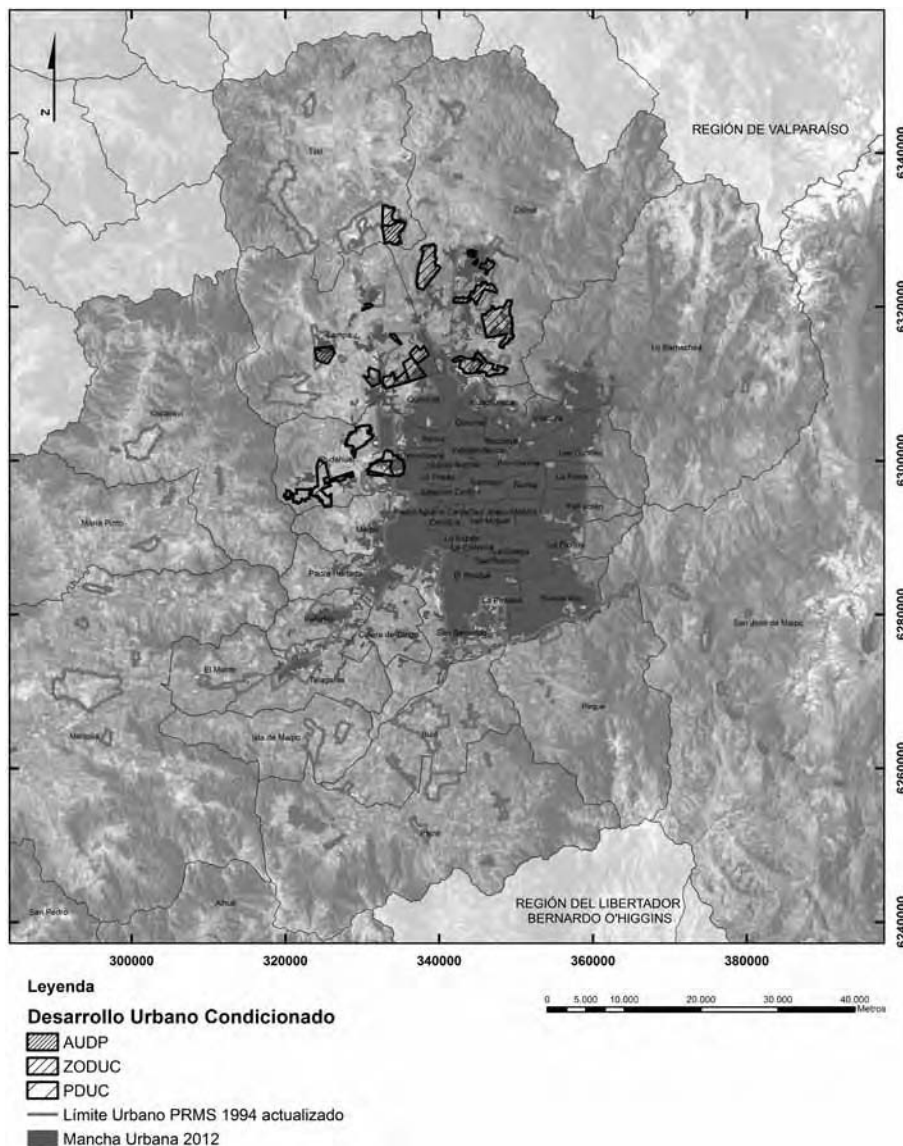 N
REGIÓN DE VALPARAÍSO
Tiltil
Colina
Lampa
Lo Barnechea
Quilicura
Huechuraba
Vitacura
Conchalí
Renca
Recoleta
Curacaví
Pudahuel
Las Condes
Independencia
Cerro Navia
Quinta Normal
Providencia
Lo Prado
Santiago
Ñuñoa
La Reina
Estación Central
Peñalolén
María Pinto
Maipú
Cerrillos
San Miguel
Lo Espejo
La Cisterna
La Granja
San Ramón
La Florida
Padre Hurtado
El Bosque
La Pintana
Puente Alto
Peñaflor
Calera de Tango
San Bernardo
San José de Maipo
El Monte
Talagante
Pirque
Melipilla
Isla de Maipo
Buin
Paine
Alhué
San Pedro
REGIÓN DEL LIBERTADOR
BERNARDO O'HIGGINS
6340000
6320000
6300000
6280000
6260000
6240000
300000 320000 340000 360000 380000
Leyenda
Desarrollo Urbano Condicionado
AUDP
ZODUC
PDUC
Límite Urbano PRMS 1994 actualizado
Mancha Urbana 2012
0 5.000 10.000 20.000 30.000 40.000
Metros